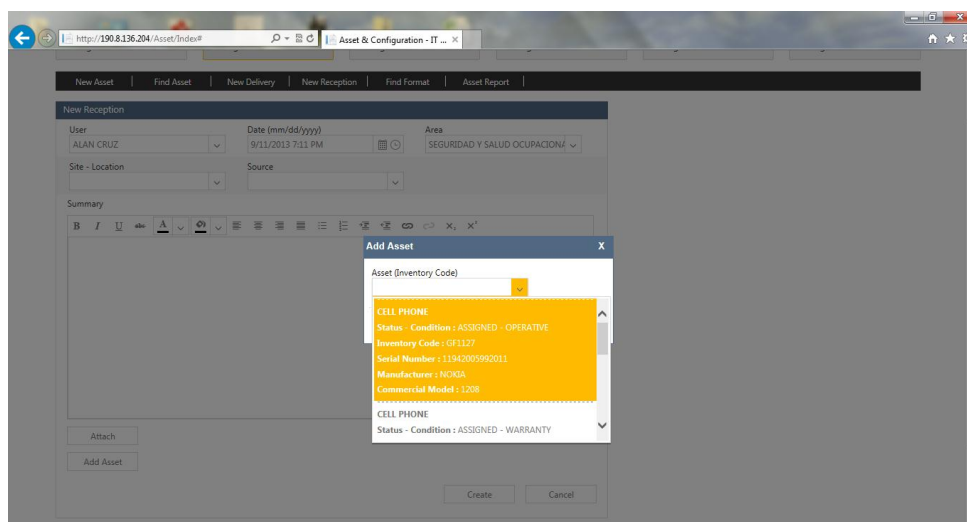 http://190.8.136.204/Asset/Index#
Asset & Configuration - IT ...
New Asset | Find Asset | New Delivery | New Reception | Find Format | Asset Report |
New Reception
User Date (mm/dd/yyyy) Area
ALAN CRUZ 9/11/2013 7:11 PM SEGURIDAD Y SALUD OCUPACIONA
Site - Location Source
Summary
B I U abc A
Add Asset X
Asset (Inventory Code)
CELL PHONE
Status - Condition : ASSIGNED - OPERATIVE
Inventory Code : GF1127
Serial Number : 11942005992011
Manufacturer : NOKIA
Commercial Model : 1208
CELL PHONE
Status - Condition : ASSIGNED - WARRANTY
Attach
Add Asset
Create Cancel